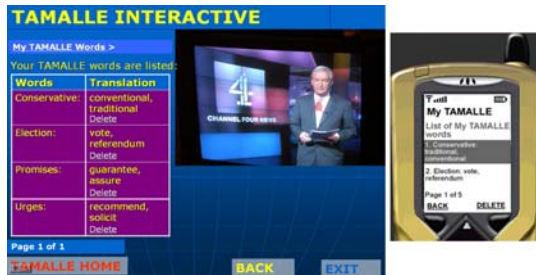 TAMALLE INTERACTIVE
My TAMALLE Words >
Your TAMALLE words are listed:
Words Translation
Conservative: conventional,
traditional
Delete
Election: vote,
referendum
Delete
Promises: guarantee,
assure
Delete
Urges: recommend,
solicit
Delete
Page 1 of 1
TAMALLE HOME
BACK
EXIT
4
CHANNEL FOUR NEWS
My TAMALLE
List of My TAMALLE
words
1. Conservative:
traditional,
conventional
2. Election: vote,
referendum
Page 1 of 5
BACK DELETE